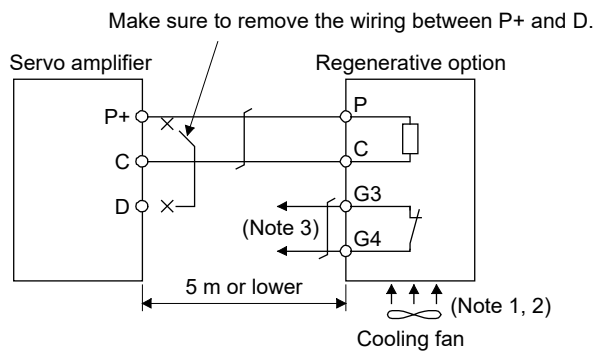 Make sure to remove the wiring between P+ and D.
Servo amplifier
Regenerative option
P+
P
C
C
D
G3
(Note 3)
G4
5 m or lower
(Note 1, 2)
Cooling fan